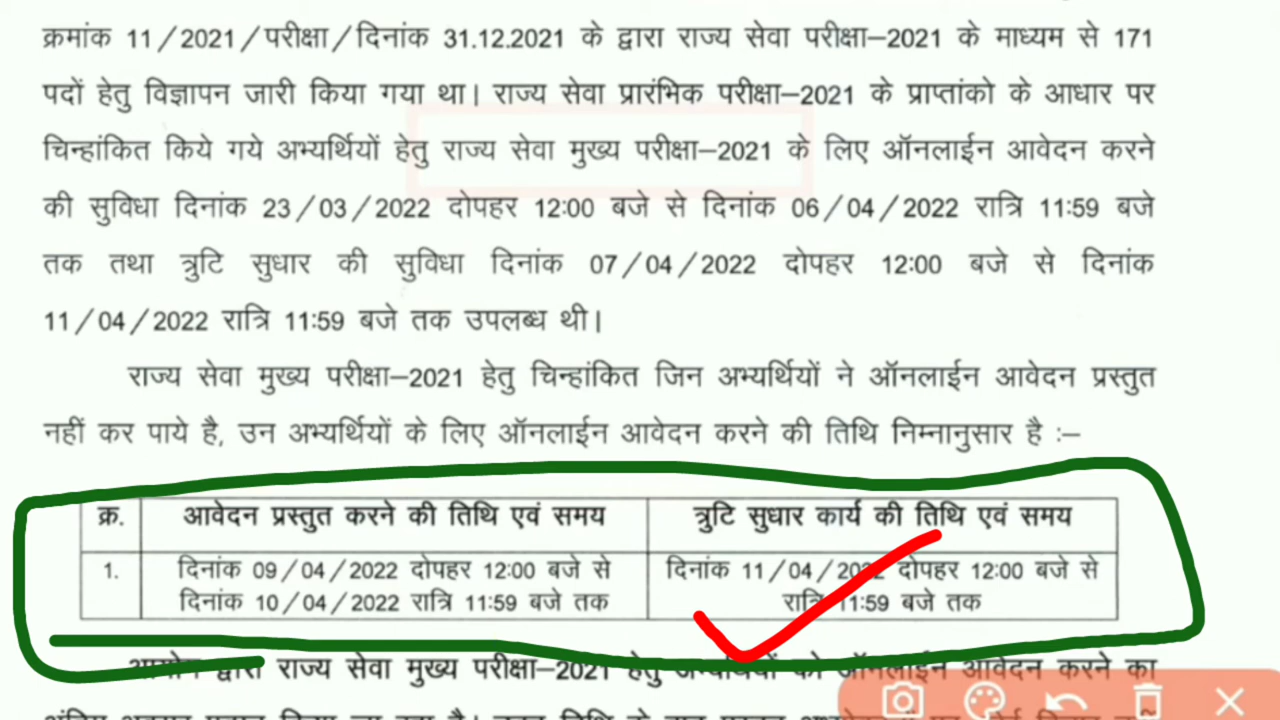 क्रमांक 11/2021/परीक्षा/दिनांक 31.12.2021 के द्वारा राज्य सेवा परीक्षा–2021 के माध्यम से 171
पदों हेतु विज्ञापन जारी किया गया था। राज्य सेवा प्रारंभिक परीक्षा–2021 के प्राप्तांको के आधार पर
चिन्हांकित किये गये अभ्यर्थियों हेतु राज्य सेवा मुख्य परीक्षा–2021 के लिए ऑनलाईन आवेदन करने
की सुविधा दिनांक 23/03/2022 दोपहर 12:00 बजे से दिनांक 06/04/2022 रात्रि 11:59 बजे
तक तथा त्रुटि सुधार की सुविधा दिनांक 07/04/2022 दोपहर 12:00 बजे से दिनांक
11/04/2022 रात्रि 11:59 बजे तक उपलब्ध थी।
राज्य सेवा मुख्य परीक्षा–2021 हेतु चिन्हांकित जिन अभ्यर्थियों ने ऑनलाईन आवेदन प्रस्तुत
नहीं कर पाये है, उन अभ्यर्थियों के लिए ऑनलाईन आवेदन करने की तिथि निम्नानुसार है :–
क्र. आवेदन प्रस्तुत करने की तिथि एवं समय त्रुटि सुधार कार्य की तिथि एवं समय
1. दिनांक 09/04/2022 दोपहर 12:00 बजे से दिनांक 11/04/2022 दोपहर 12:00 बजे से
दिनांक 10/04/2022 रात्रि 11:59 बजे तक रात्रि 11:59 बजे तक
आयोग द्वारा राज्य सेवा मुख्य परीक्षा–2021 हेतु अभ्यर्थियों को ऑनलाईन आवेदन करने का